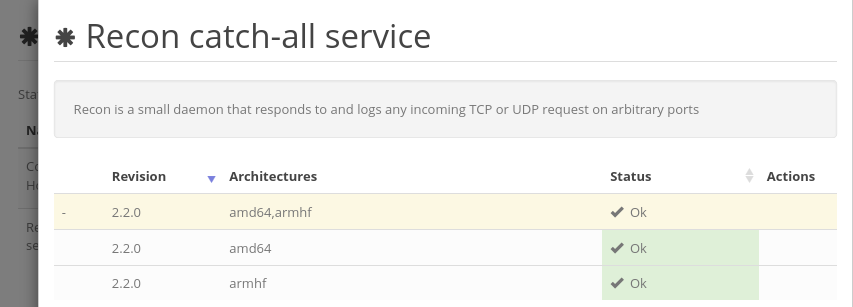 Recon catch-all service
Recon is a small daemon that responds to and logs any incoming TCP or UDP request on arbitrary ports
Revision Architectures Status Actions
- 2.2.0 amd64,armhf Ok
2.2.0 amd64 Ok
2.2.0 armhf Ok